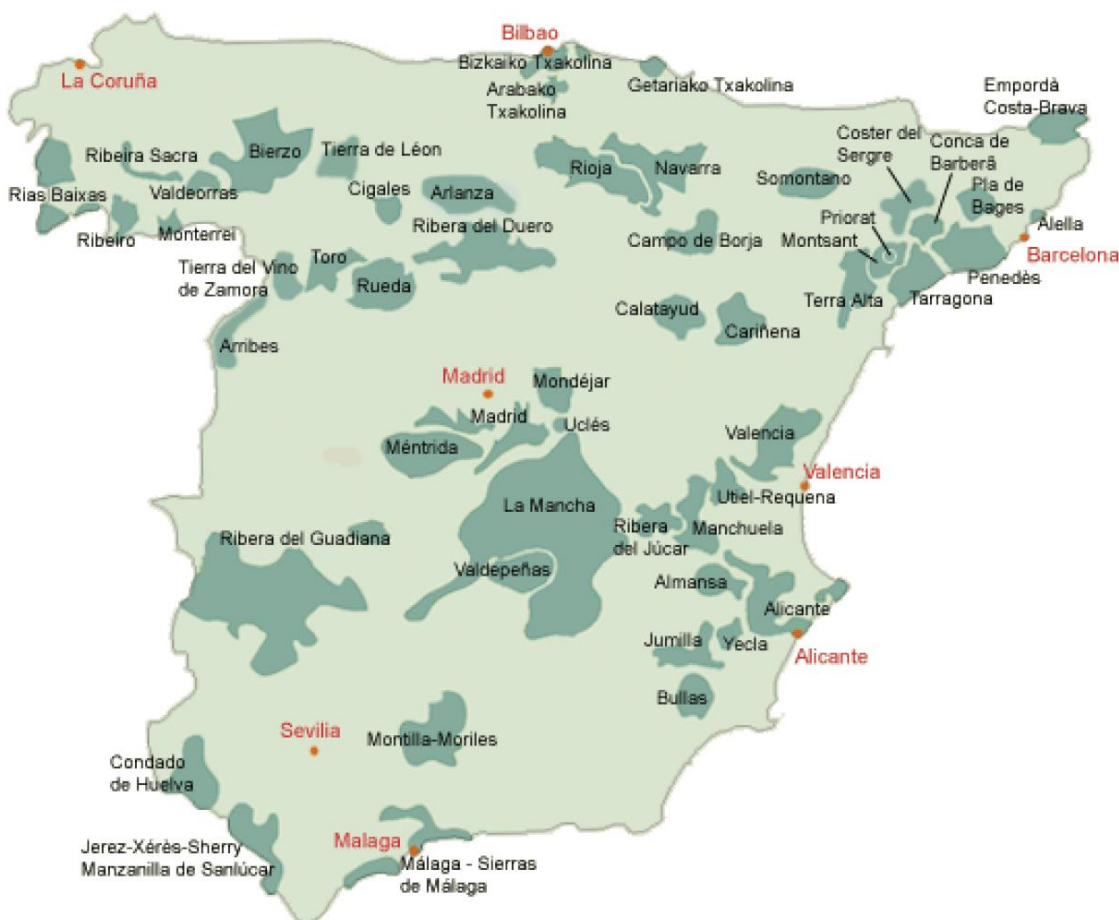 Bilbao
La Coruña
Bizkaiko Txakolina
Getariako Txakolina
Arabako
Txakolina
Empordà
Costa-Brava
Coster del
Sergre
Conca de
Barberâ
Ribeira Sacra
Bierzo
Tierra de Léon
Rioja
Navarra
Somontano
Pla de
Bages
Rias Baixas
Valdeorras
Cigales
Arlanza
Priorat
Alella
Ribeiro
Monterrei
Ribera del Duero
Campo de Borja
Montsant
Barcelona
Tierra del Vino
de Zamora
Toro
Rueda
Penedès
Terra Alta
Tarragona
Calatayud
Cariñena
Arribes
Madrid
Mondéjar
Madrid
Uclés
Méntrida
Valencia
Valencia
La Mancha
Utiel-Requena
Ribera
del Júcar
Manchuela
Ribera del Guadiana
Valdepeñas
Almansa
Alicante
Jumilla
Yecla
Alicante
Bullas
Sevilia
Montilla-Moriles
Condado
de Huelva
Jerez-Xérès-Sherry
Manzanilla de Sanlúcar
Malaga
Málaga - Sierras
de Málaga